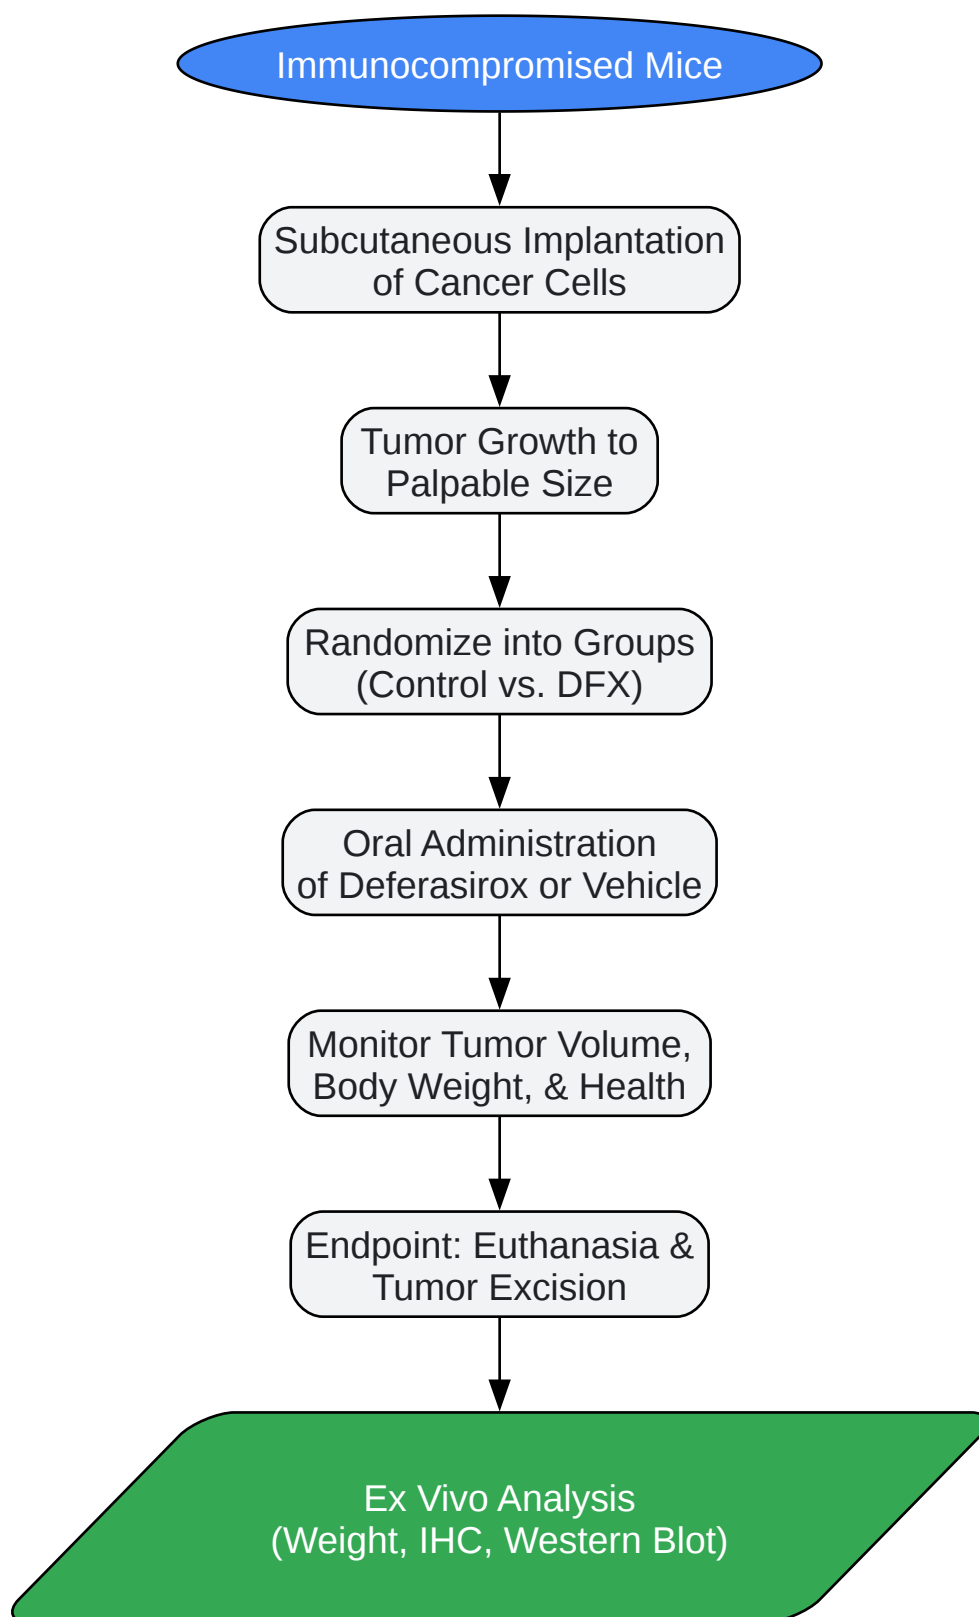 Immunocompromised Mice
Subcutaneous Implantation
of Cancer Cells
Tumor Growth to
Palpable Size
Randomize into Groups
(Control vs. DFX)
Oral Administration
of Deferasirox or Vehicle
Monitor Tumor Volume,
Body Weight, & Health
Endpoint: Euthanasia &
Tumor Excision
Ex Vivo Analysis
(Weight, IHC, Western Blot)